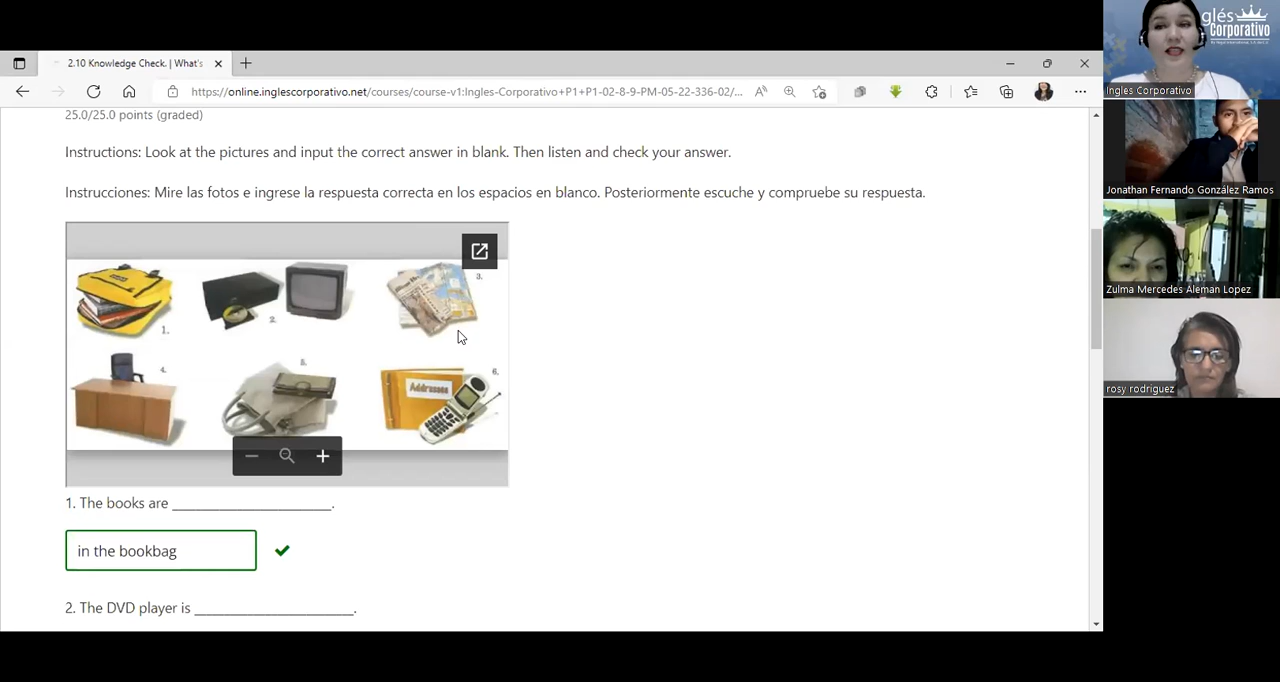 2.10 Knowledge Check. | What's
https://online.inglescorporativo.net/courses/course-v1:Ingles-Corporativo+P1+P1-02-8-9-PM-05-22-336-02/...
25.0/25.0 points (graded)
Instructions: Look at the pictures and input the correct answer in blank. Then listen and check your answer.
Instrucciones: Mire las fotos e ingrese la respuesta correcta en los espacios en blanco. Posteriormente escuche y compruebe su respuesta.
1.
2.
3.
4.
5.
6.
Addresses
1. The books are ______________________.
in the bookbag
2. The DVD player is ______________________.
glés
Corporativo
Ingles Corporativo
Jonathan Fernando González Ramos
Zulma Mercedes Aleman Lopez
rosy rodriguez